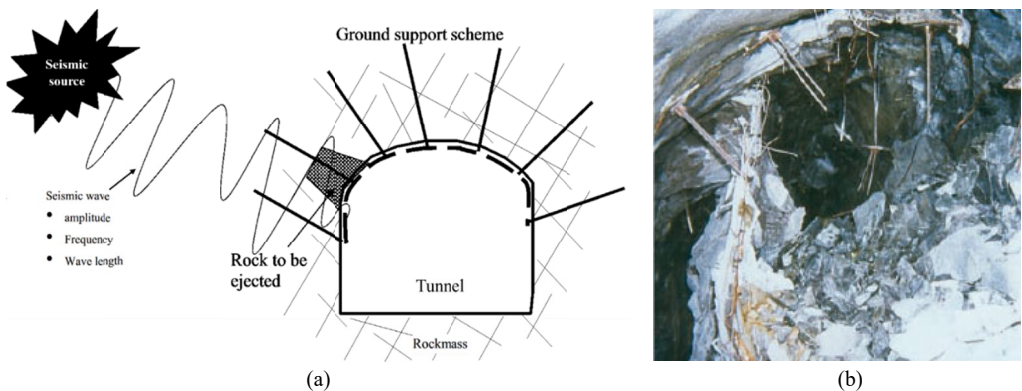 Ground support scheme
Seismic
source
Seismic wave
• amplitude
• Frequency
• Wave length
Rock to be
ejected
Tunnel
Rockmass
(a)
(b)